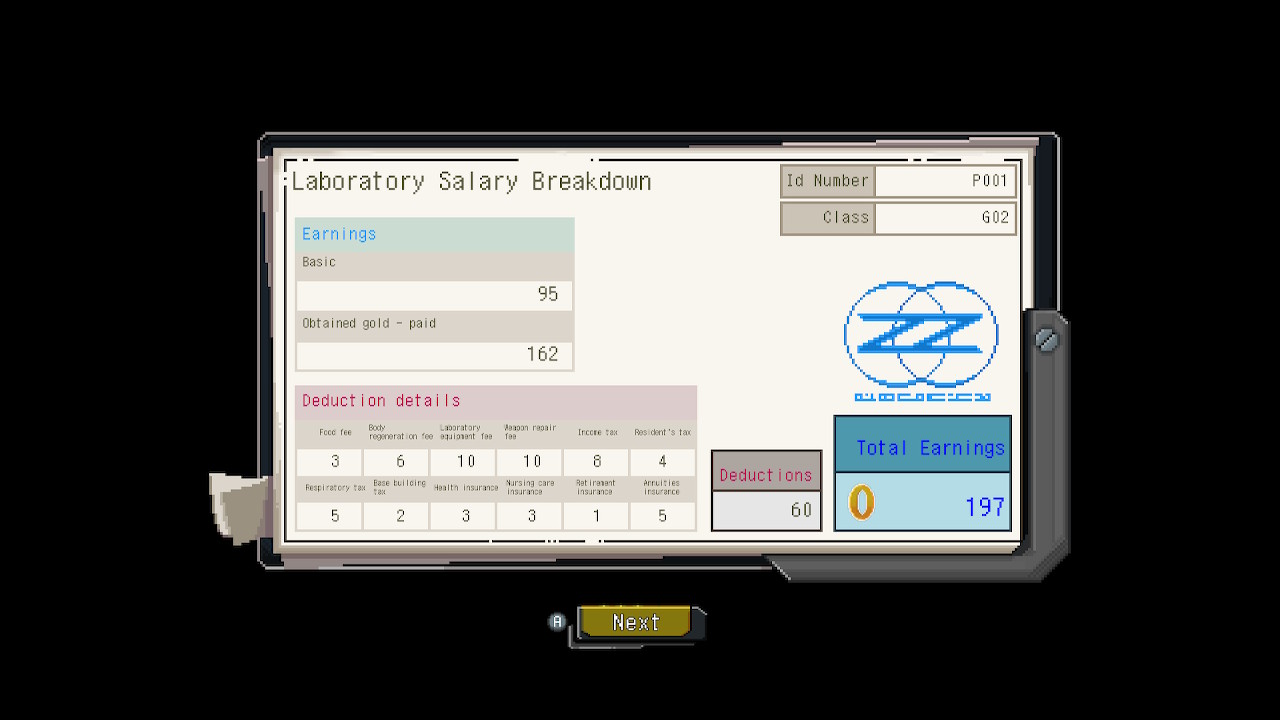 Laboratory Salary Breakdown
Id Number P001
Class G02
Earnings
Basic
95
Obtained gold - paid
162
Deduction details
Food fee Body regeneration fee Laboratory equipment fee Weapon repair fee Income tax Resident's tax
3 6 10 10 8 4
Respiratory tax Base building tax Health insurance Nursing care insurance Retirement insurance Annuities insurance
5 2 3 3 1 5
Deductions
60
ZZ
Total Earnings
197
A Next